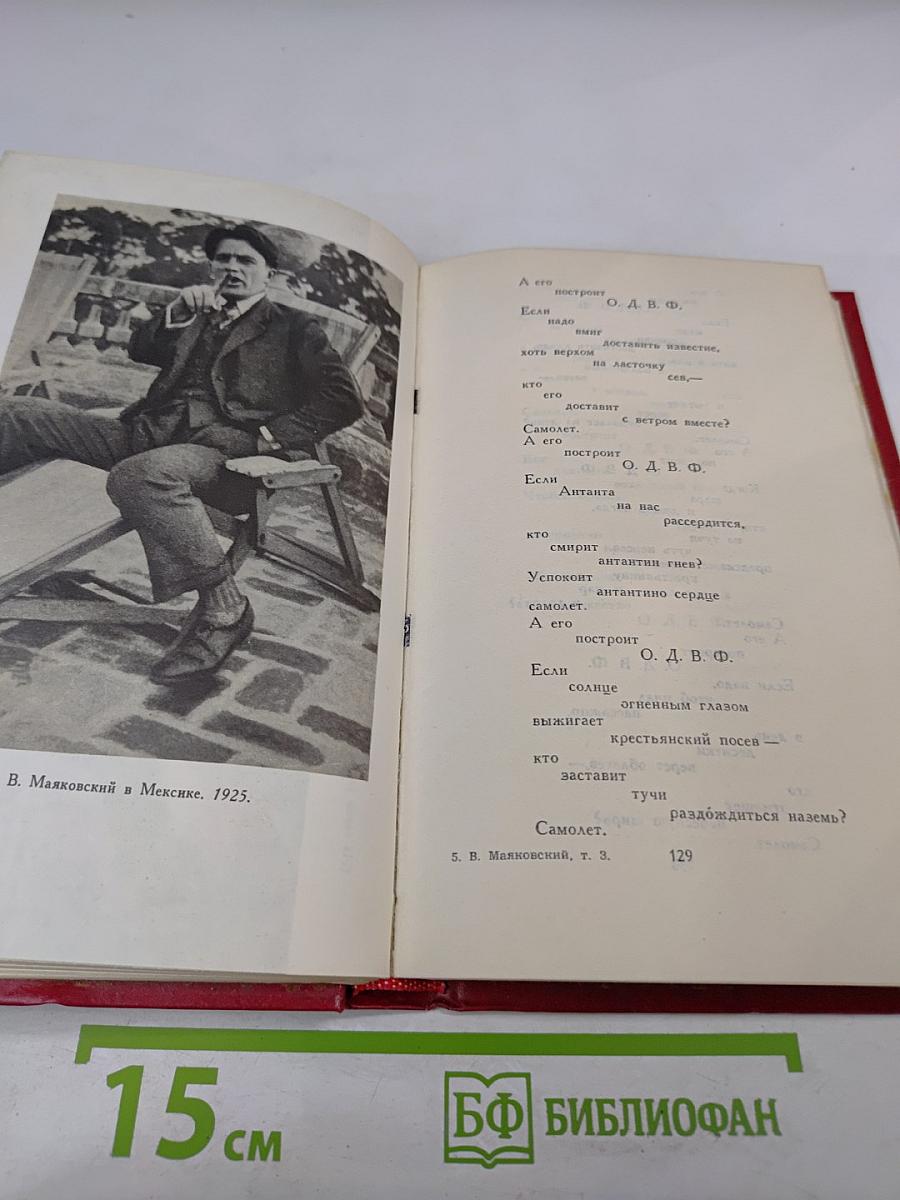 В. Маяковский в Мексике. 1925.
А его
построит
О. Д. В. Ф.
Если
надо
вмиг
доставить известие,
хоть верхом
на ласточку
сев,—
кто
его
доставит
с ветром вместе?
Самолет.
А его
построит
О. Д. В. Ф.
Если
Антанта
на нас
рассердится,
кто
смирит
антантин гнев?
Успокоит
антантино сердце
самолет.
А его
построит
О. Д. В. Ф.
Если
солнце
огненным глазом
выжигает
крестьянский посев —
кто
заставит
тучи
раздо́ждиться наземь?
Самолет.
5. В. Маяковский, т. 3.
129
15 см
БФ БИБЛИОФАН